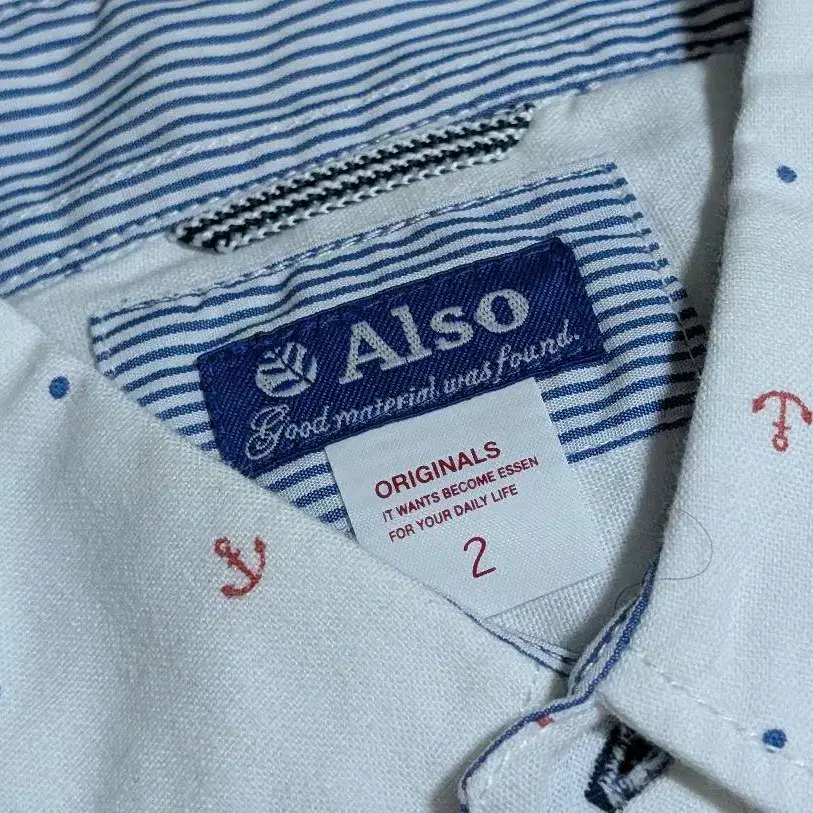 Also
Good material was found.
ORIGINALS
IT WANTS BECOME ESSEN
FOR YOUR DAILY LIFE
2